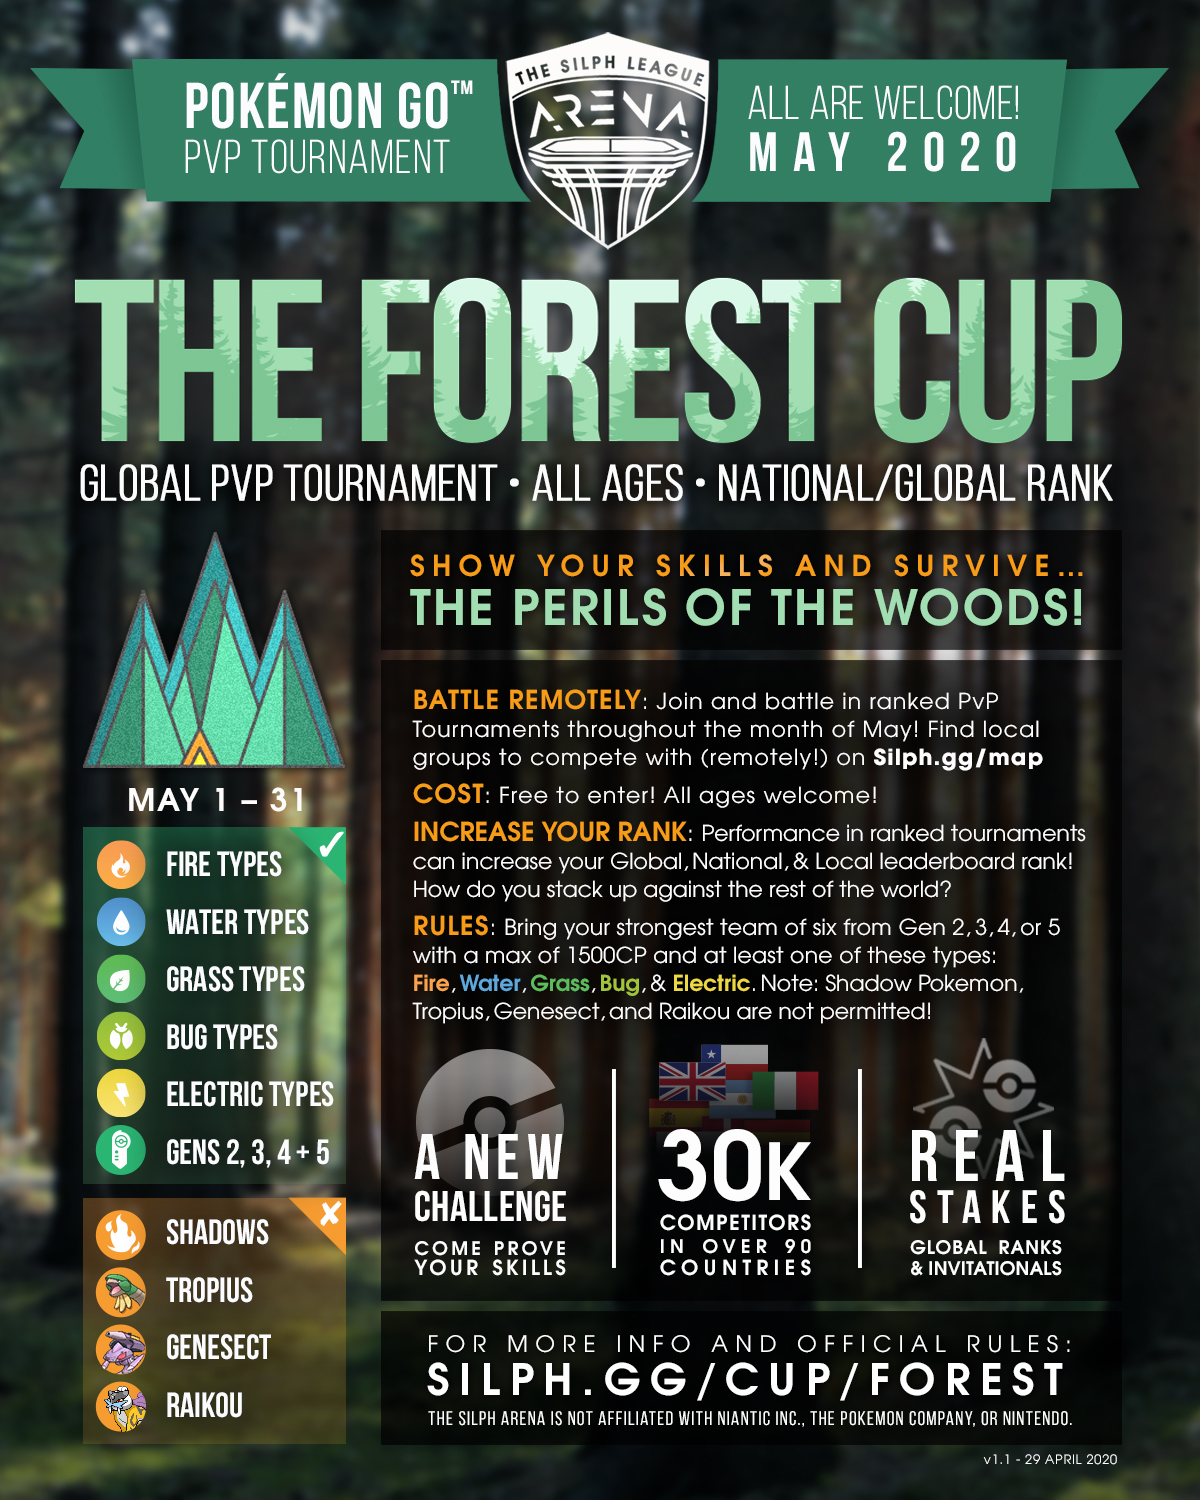 POKÉMON GO™
PVP TOURNAMENT
THE SILPH LEAGUE
ARENA
ALL ARE WELCOME!
MAY 2020
THE FOREST CUP
GLOBAL PVP TOURNAMENT • ALL AGES • NATIONAL/GLOBAL RANK
MAY 1 – 31
FIRE TYPES
WATER TYPES
GRASS TYPES
BUG TYPES
ELECTRIC TYPES
GENS 2, 3, 4 + 5
SHADOWS
TROPIUS
GENESECT
RAIKOU
SHOW YOUR SKILLS AND SURVIVE...
THE PERILS OF THE WOODS!
BATTLE REMOTELY: Join and battle in ranked PvP
Tournaments throughout the month of May! Find local
groups to compete with (remotely!) on Silph.gg/map
COST: Free to enter! All ages welcome!
INCREASE YOUR RANK: Performance in ranked tournaments
can increase your Global, National, & Local leaderboard rank!
How do you stack up against the rest of the world?
RULES: Bring your strongest team of six from Gen 2, 3, 4, or 5
with a max of 1500CP and at least one of these types:
Fire, Water, Grass, Bug, & Electric. Note: Shadow Pokemon,
Tropius, Genesect, and Raikou are not permitted!
A NEW
CHALLENGE
COME PROVE
YOUR SKILLS
30K
COMPETITORS
IN OVER 90
COUNTRIES
REAL
STAKES
GLOBAL RANKS
& INVITATIONALS
FOR MORE INFO AND OFFICIAL RULES:
SILPH.GG/CUP/FOREST
THE SILPH ARENA IS NOT AFFILIATED WITH NIANTIC INC., THE POKEMON COMPANY, OR NINTENDO.
v1.1 - 29 APRIL 2020